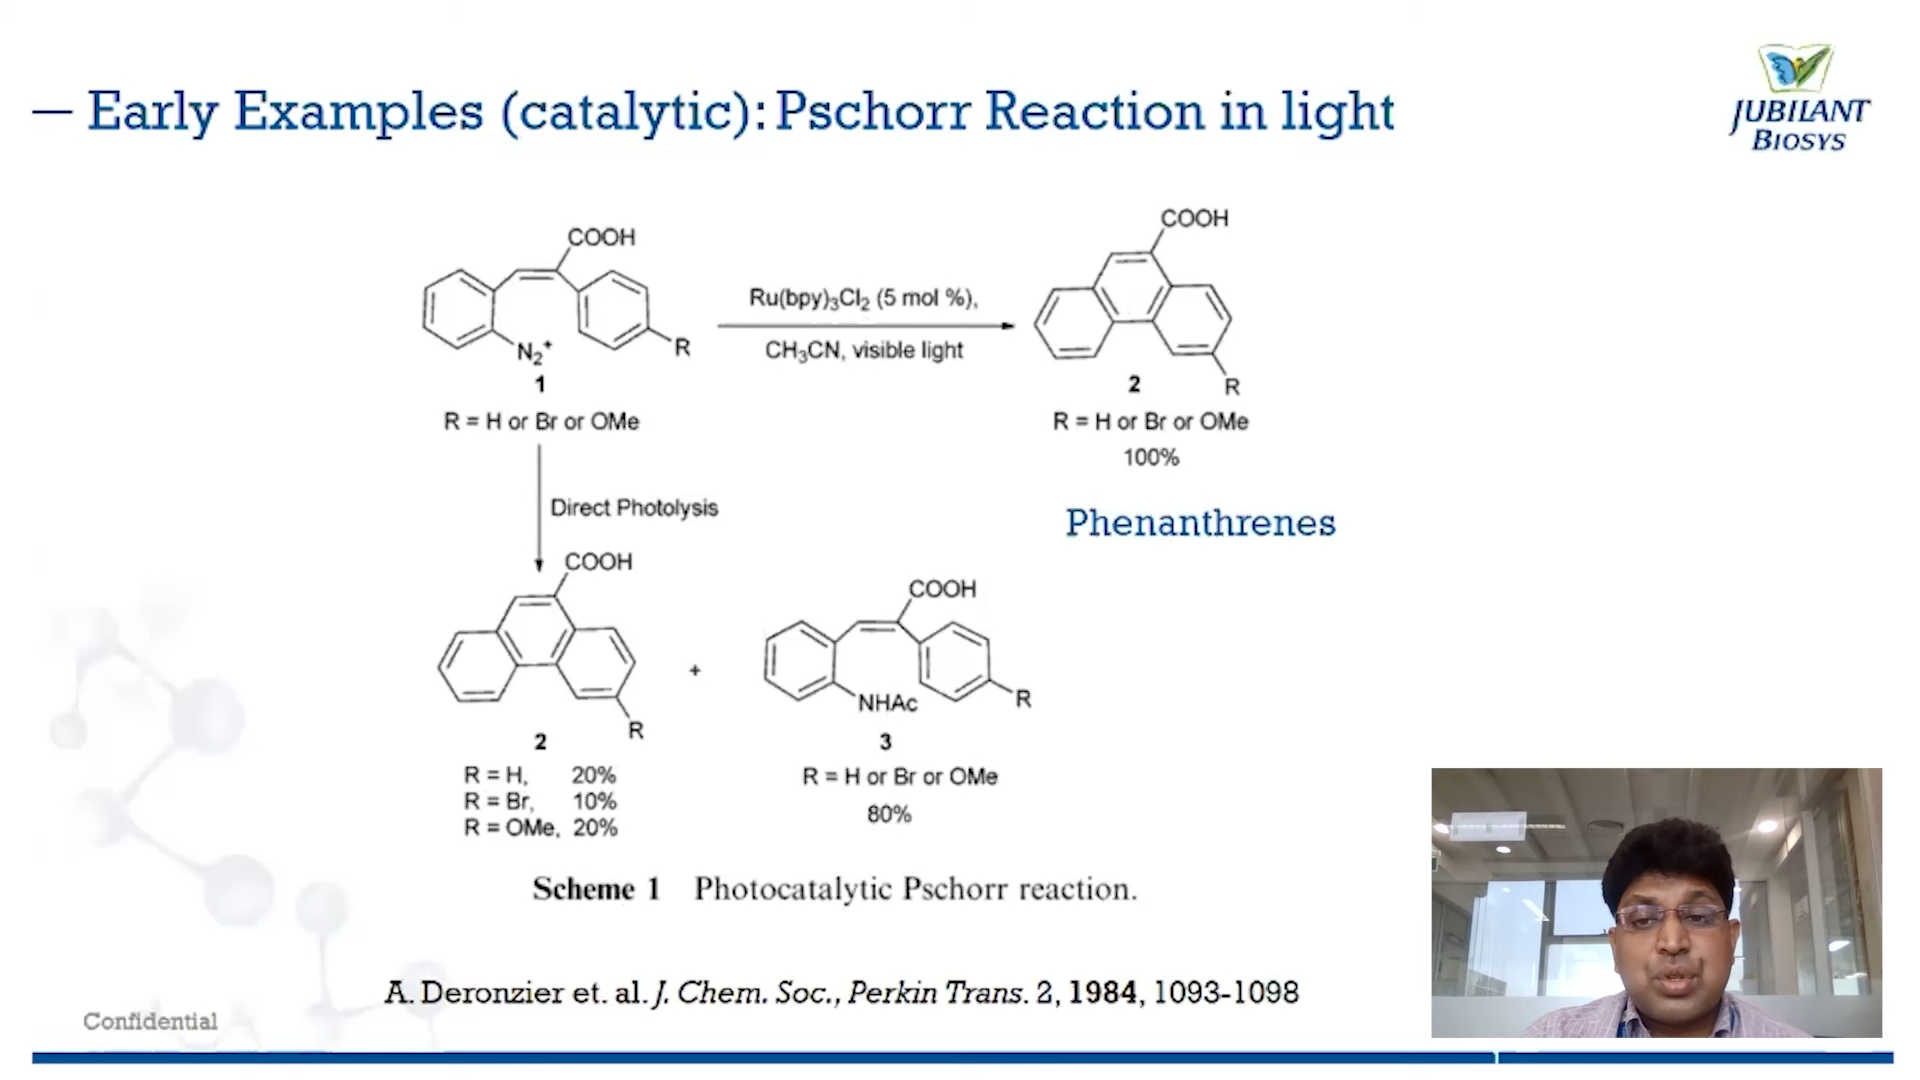 — Early Examples (catalytic): Pschorr Reaction in light
JUBILANT
BIOSYS
COOH
N₂⁺
R
1
R = H or Br or OMe
Ru(bpy)₃Cl₂ (5 mol %),
CH₃CN, visible light
COOH
R
2
R = H or Br or OMe
100%
Phenanthrenes
Direct Photolysis
COOH
R
2
R = H, 20%
R = Br, 10%
R = OMe, 20%
+
COOH
NHAc
R
3
R = H or Br or OMe
80%
Scheme 1 Photocatalytic Pschorr reaction.
A. Deronzier et. al. J. Chem. Soc., Perkin Trans. 2, 1984, 1093-1098
Confidential